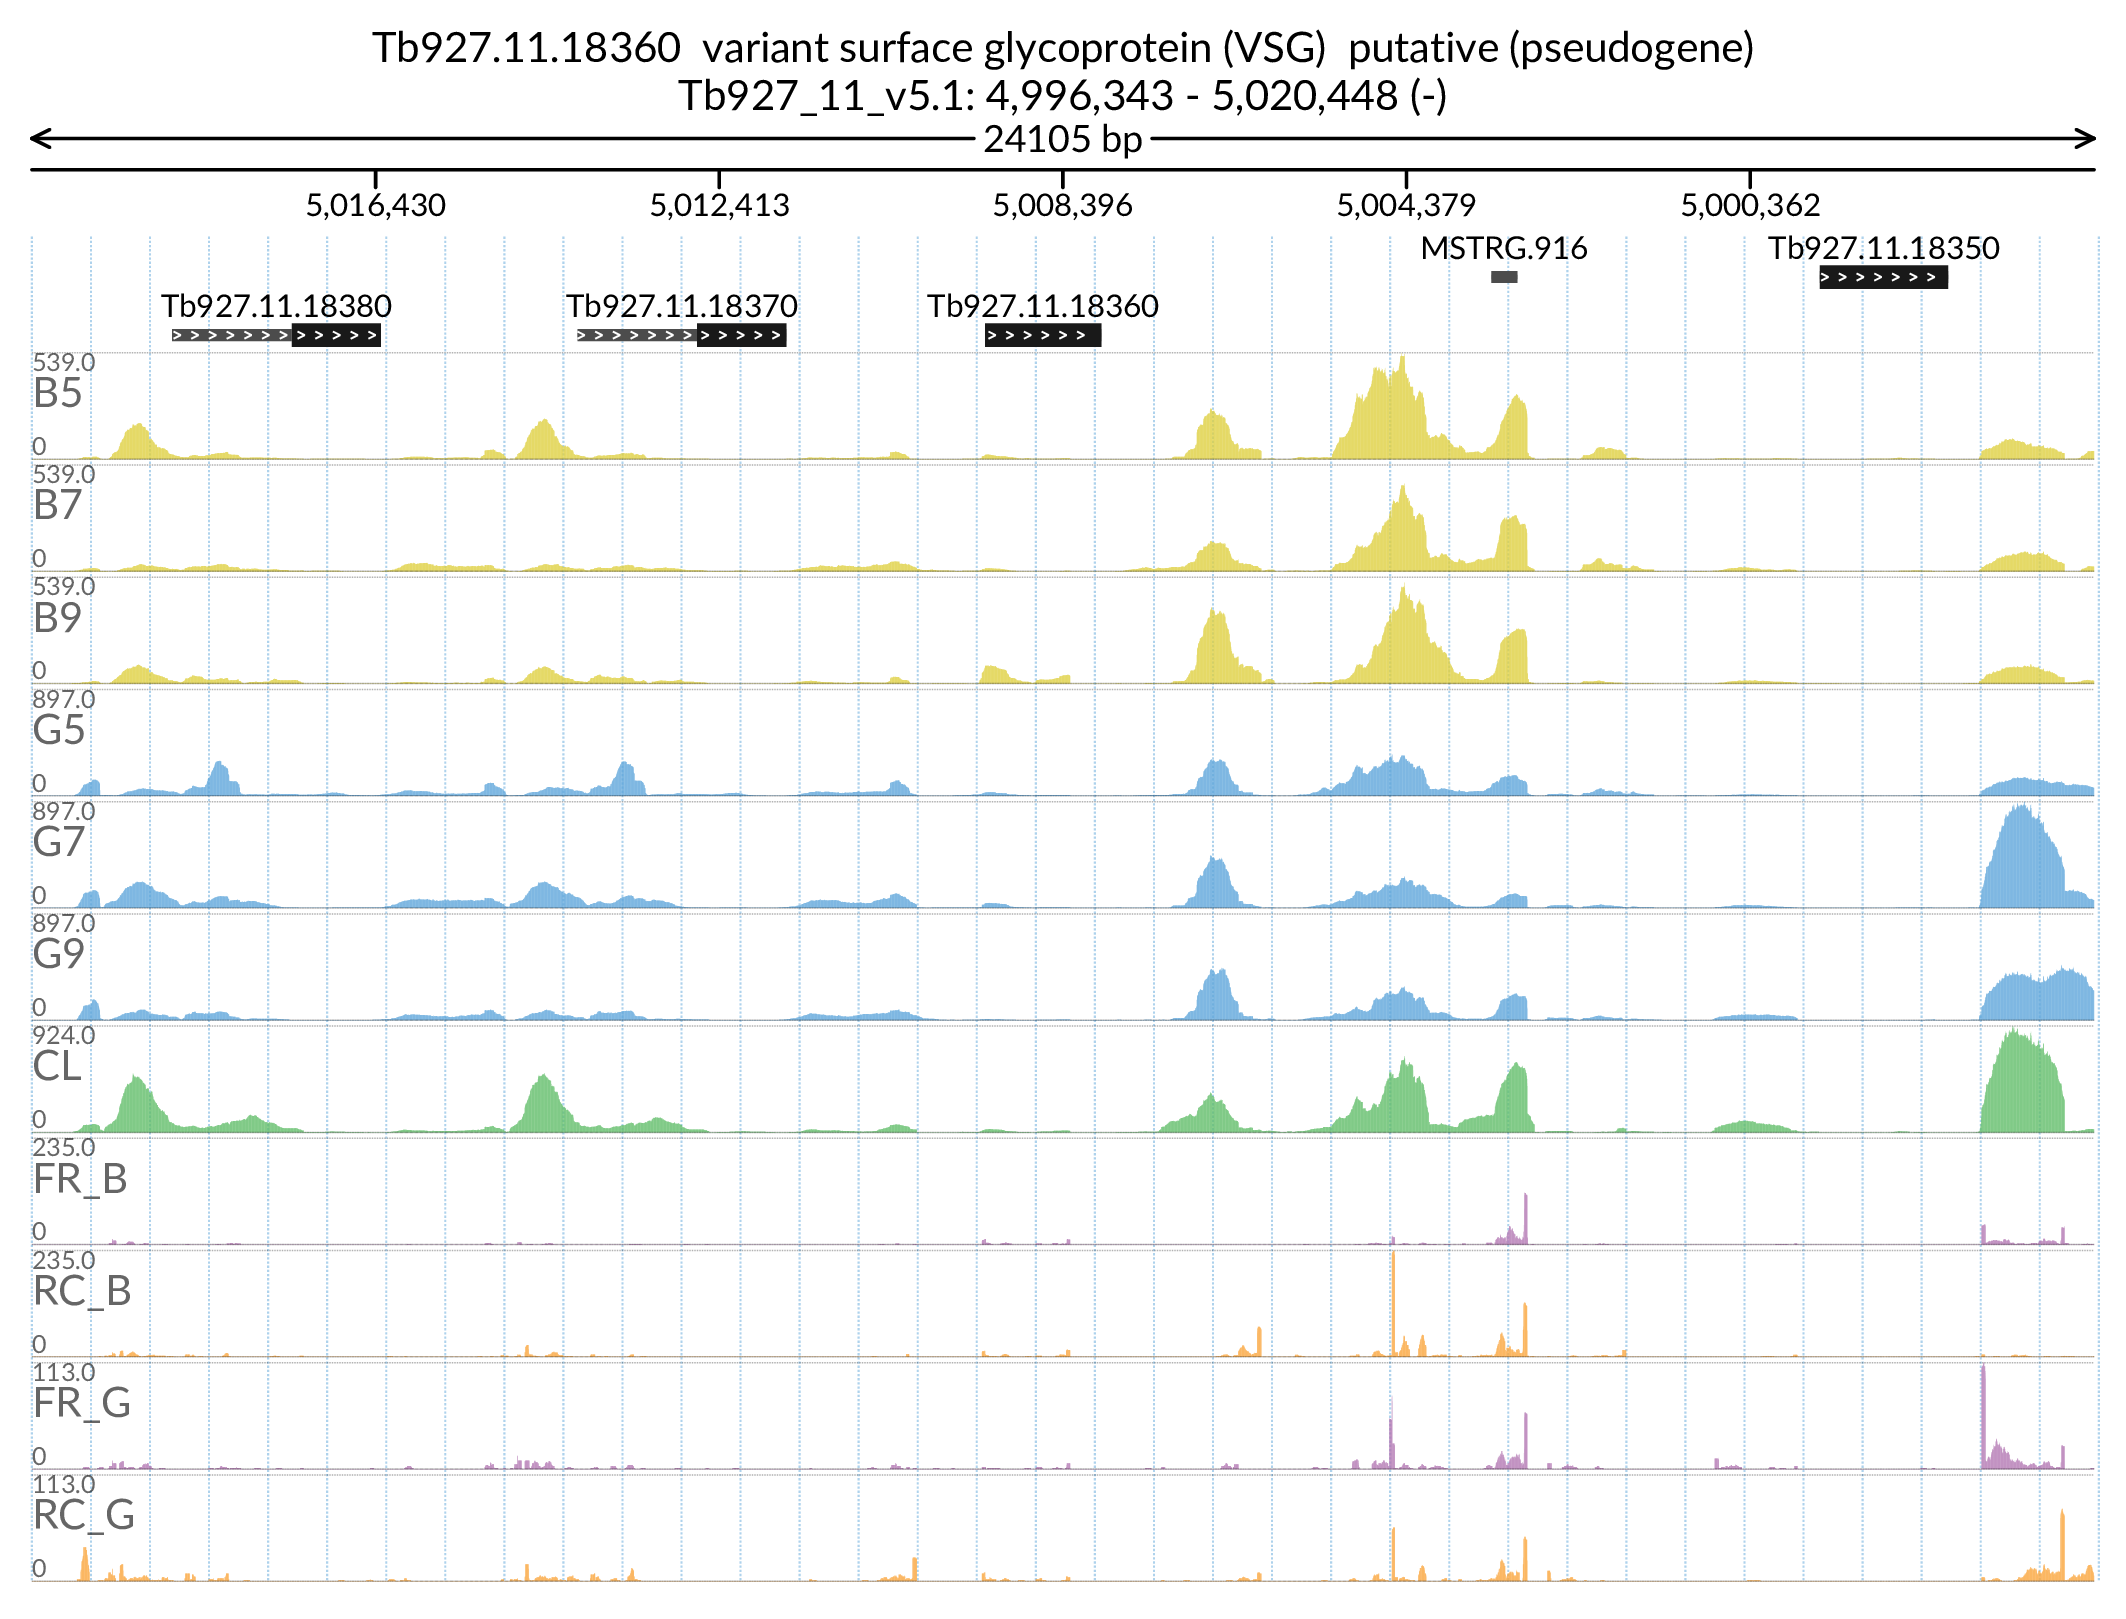 Tb927.11.18360  variant surface glycoprotein (VSG)  putative (pseudogene)
Tb927_11_v5.1: 4,996,343 - 5,020,448 (-)
24105 bp
5,016,430 5,012,413 5,008,396 5,004,379 5,000,362
MSTRG.916 Tb927.11.18350
Tb927.11.18380 Tb927.11.18370 Tb927.11.18360
539.0
B5
0
539.0
B7
0
539.0
B9
0
897.0
G5
0
897.0
G7
0
897.0
G9
0
924.0
CL
0
235.0
FR_B
0
235.0
RC_B
0
113.0
FR_G
0
113.0
RC_G
0